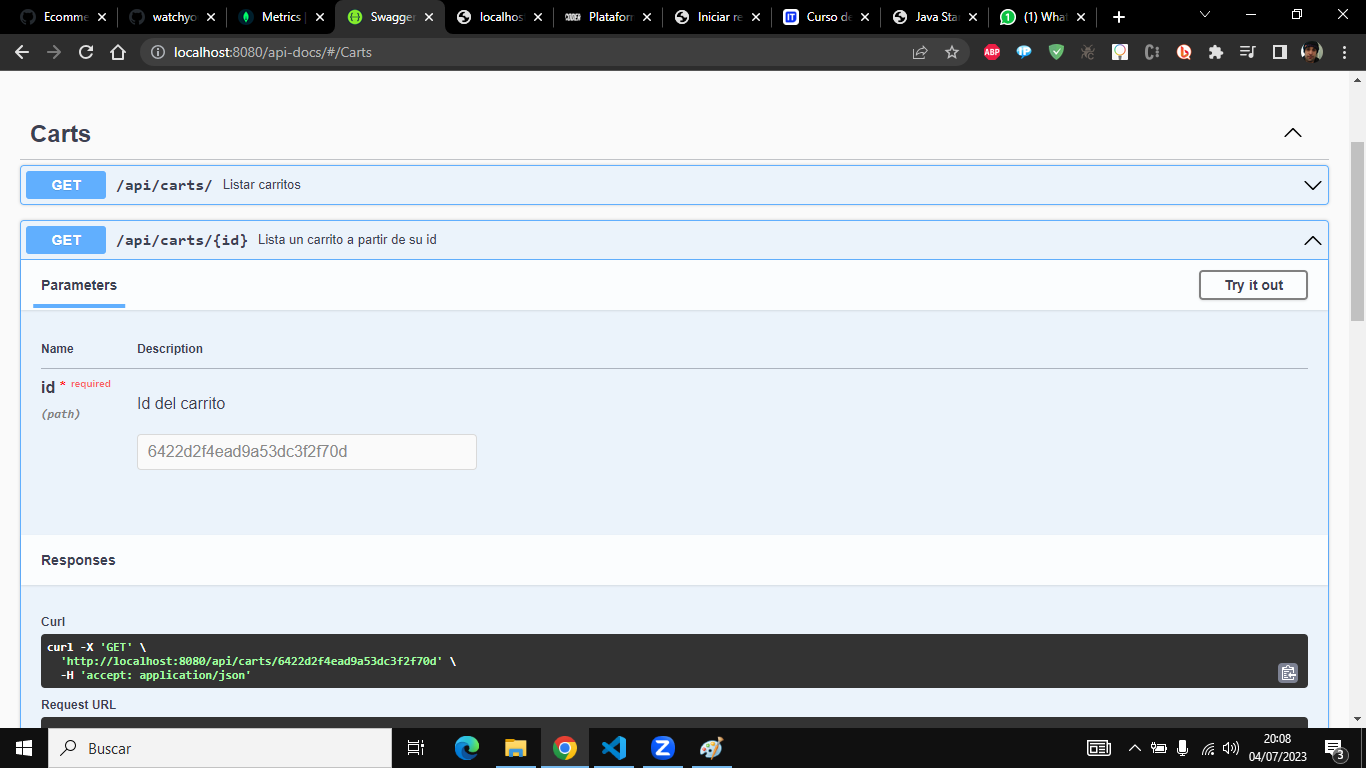 Ecomme
watchyo
Metrics
Swagger
localhos
Platafor
Iniciar re
Curso de
Java Sta
(1) What
localhost:8080/api-docs/#/Carts
ABP
Carts
GET /api/carts/ Listar carritos
GET /api/carts/{id} Lista un carrito a partir de su id
Parameters
Try it out
Name Description
id * required
(path)
Id del carrito
6422d2f4ead9a53dc3f2f70d
Responses
Curl
curl -X 'GET' \
'http://localhost:8080/api/carts/6422d2f4ead9a53dc3f2f70d' \
-H 'accept: application/json'
Request URL
Buscar
20:08
04/07/2023
3